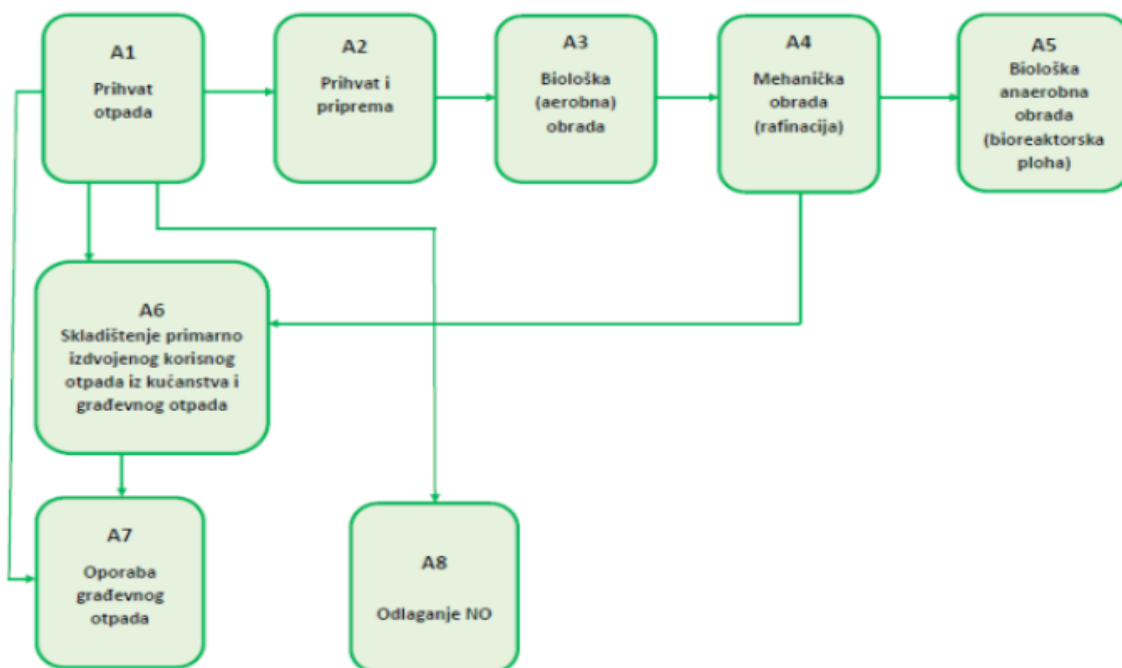 A1
Prihvat
otpada
A2
Prihvat i
priprema
A3
Biološka
(aerobna)
obrada
A4
Mehanička
obrada
(rafinacija)
A5
Biološka
anaerobna
obrada
(bioreaktorska
ploha)
A6
Skladištenje primarno
izdvojenog korisnog
otpada iz kućanstva i
građevnog otpada
A7
Oporaba
građevnog
otpada
A8
Odlaganje NO